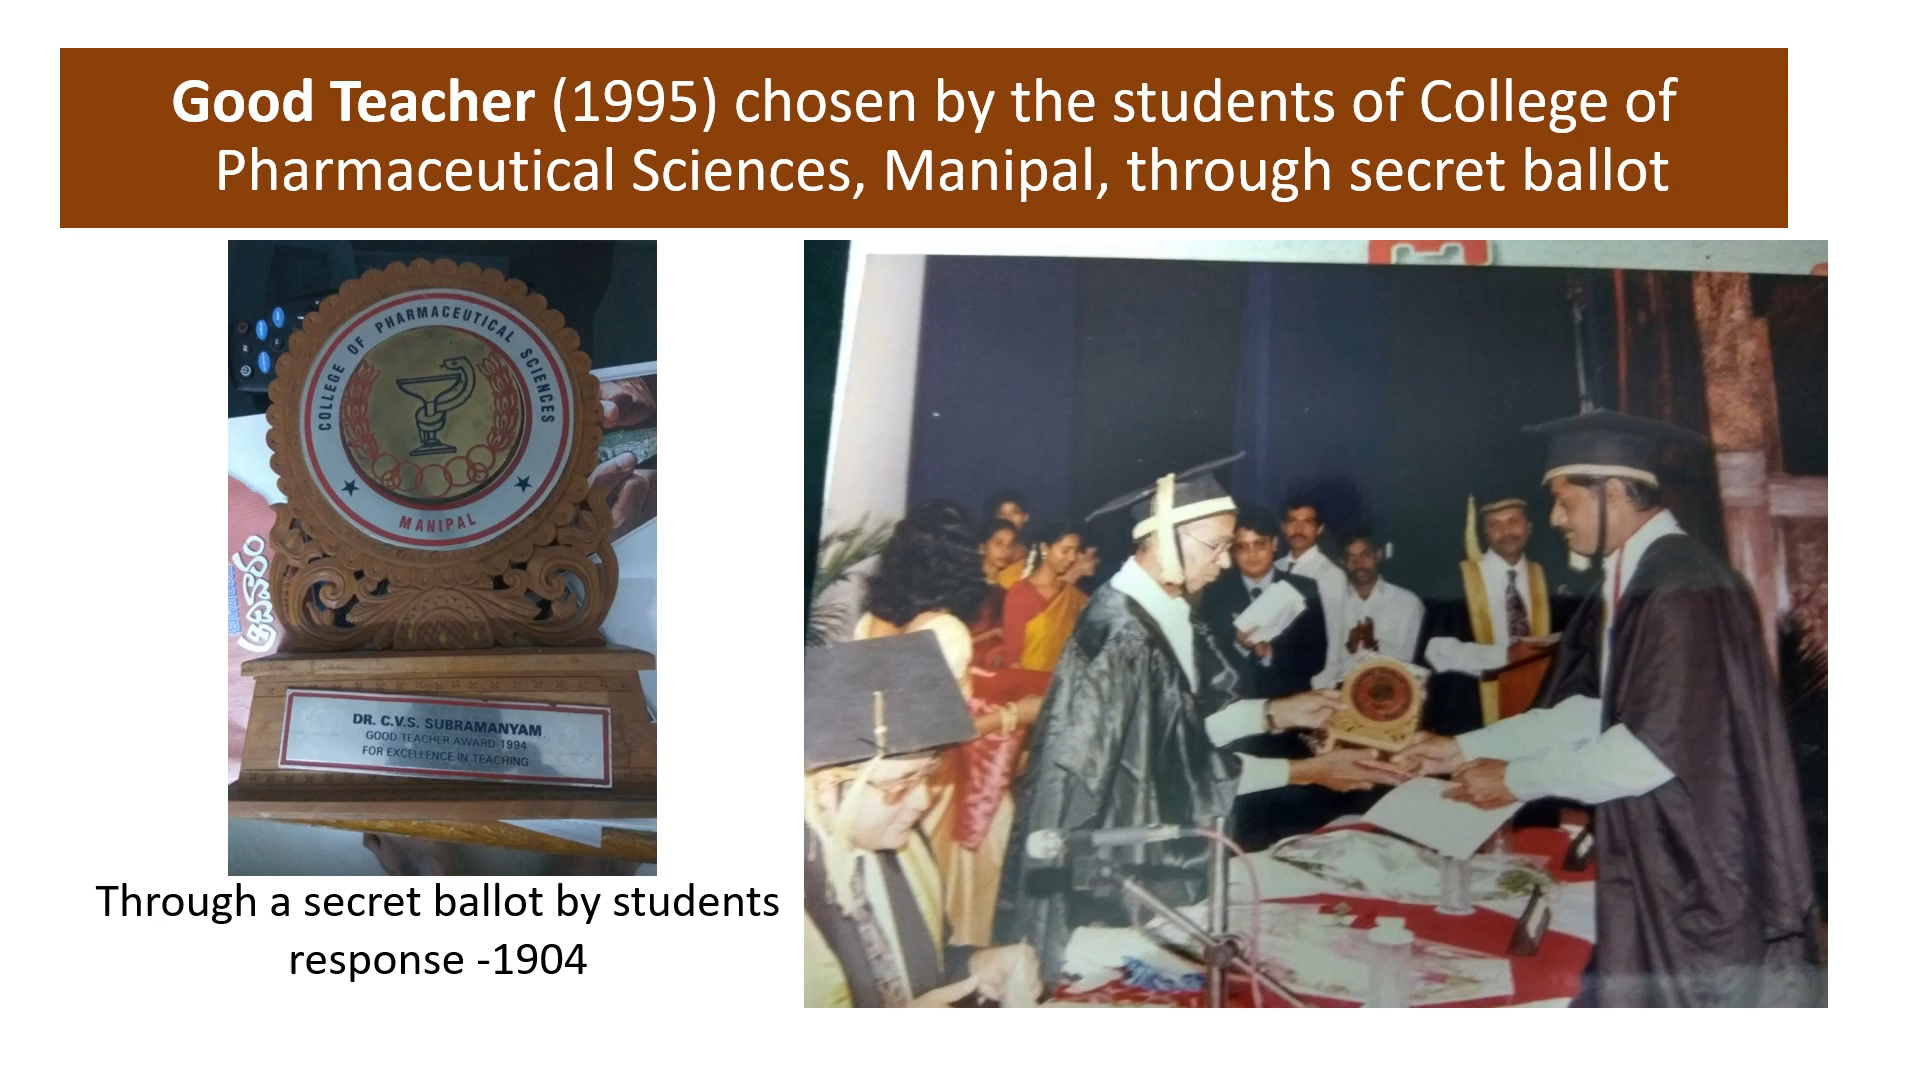 Good Teacher (1995) chosen by the students of College of
Pharmaceutical Sciences, Manipal, through secret ballot
COLLEGE OF PHARMACEUTICAL SCIENCES
MANIPAL
DR. C.V.S. SUBRAMANYAM
GOOD TEACHER AWARD 1994
FOR EXCELLENCE IN TEACHING
Through a secret ballot by students
response -1904